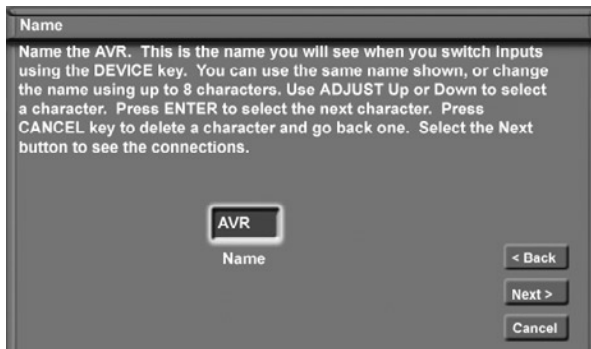 Name
Name the AVR. This is the name you will see when you switch Inputs
using the DEVICE key. You can use the same name shown, or change
the name using up to 8 characters. Use ADJUST Up or Down to select
a character. Press ENTER to select the next character. Press
CANCEL key to delete a character and go back one. Select the Next
button to see the connections.
AVR
Name
< Back
Next >
Cancel